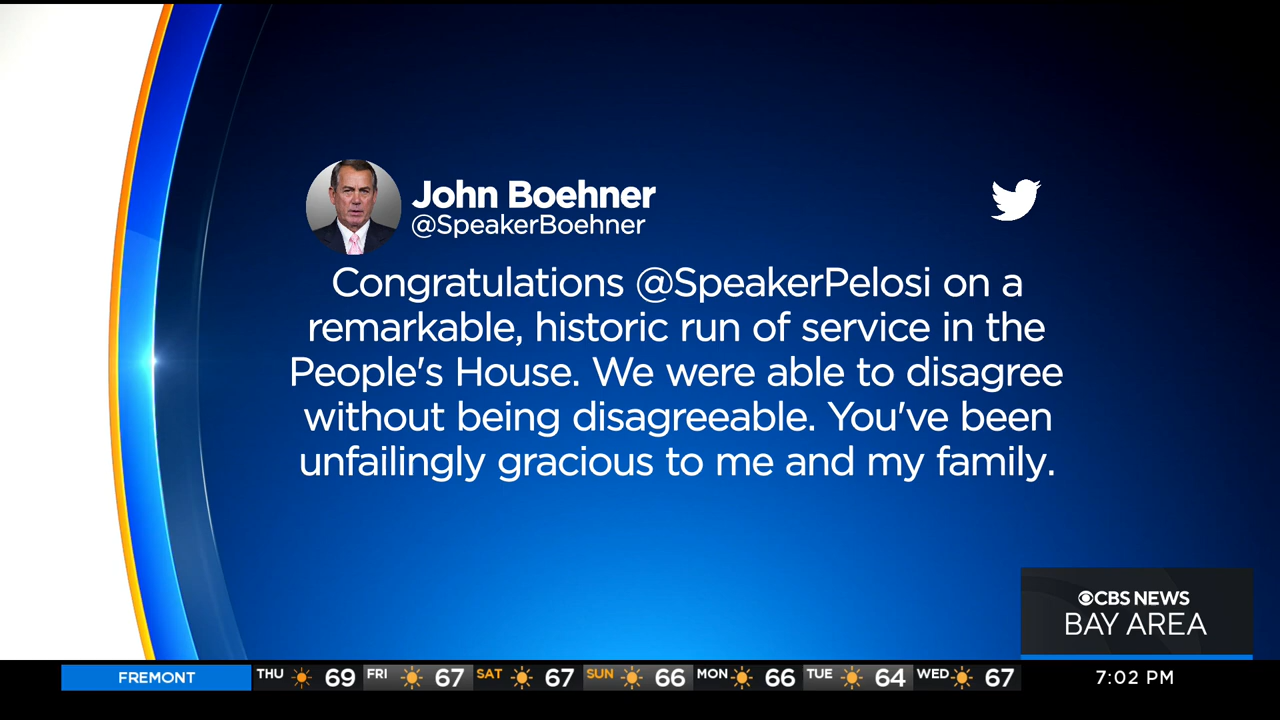 John Boehner
@SpeakerBoehner
Congratulations @SpeakerPelosi on a
remarkable, historic run of service in the
People's House. We were able to disagree
without being disagreeable. You've been
unfailingly gracious to me and my family.
CBS NEWS
BAY AREA
FREMONT THU 69 FRI 67 SAT 67 SUN 66 MON 66 TUE 64 WED 67 7:02 PM